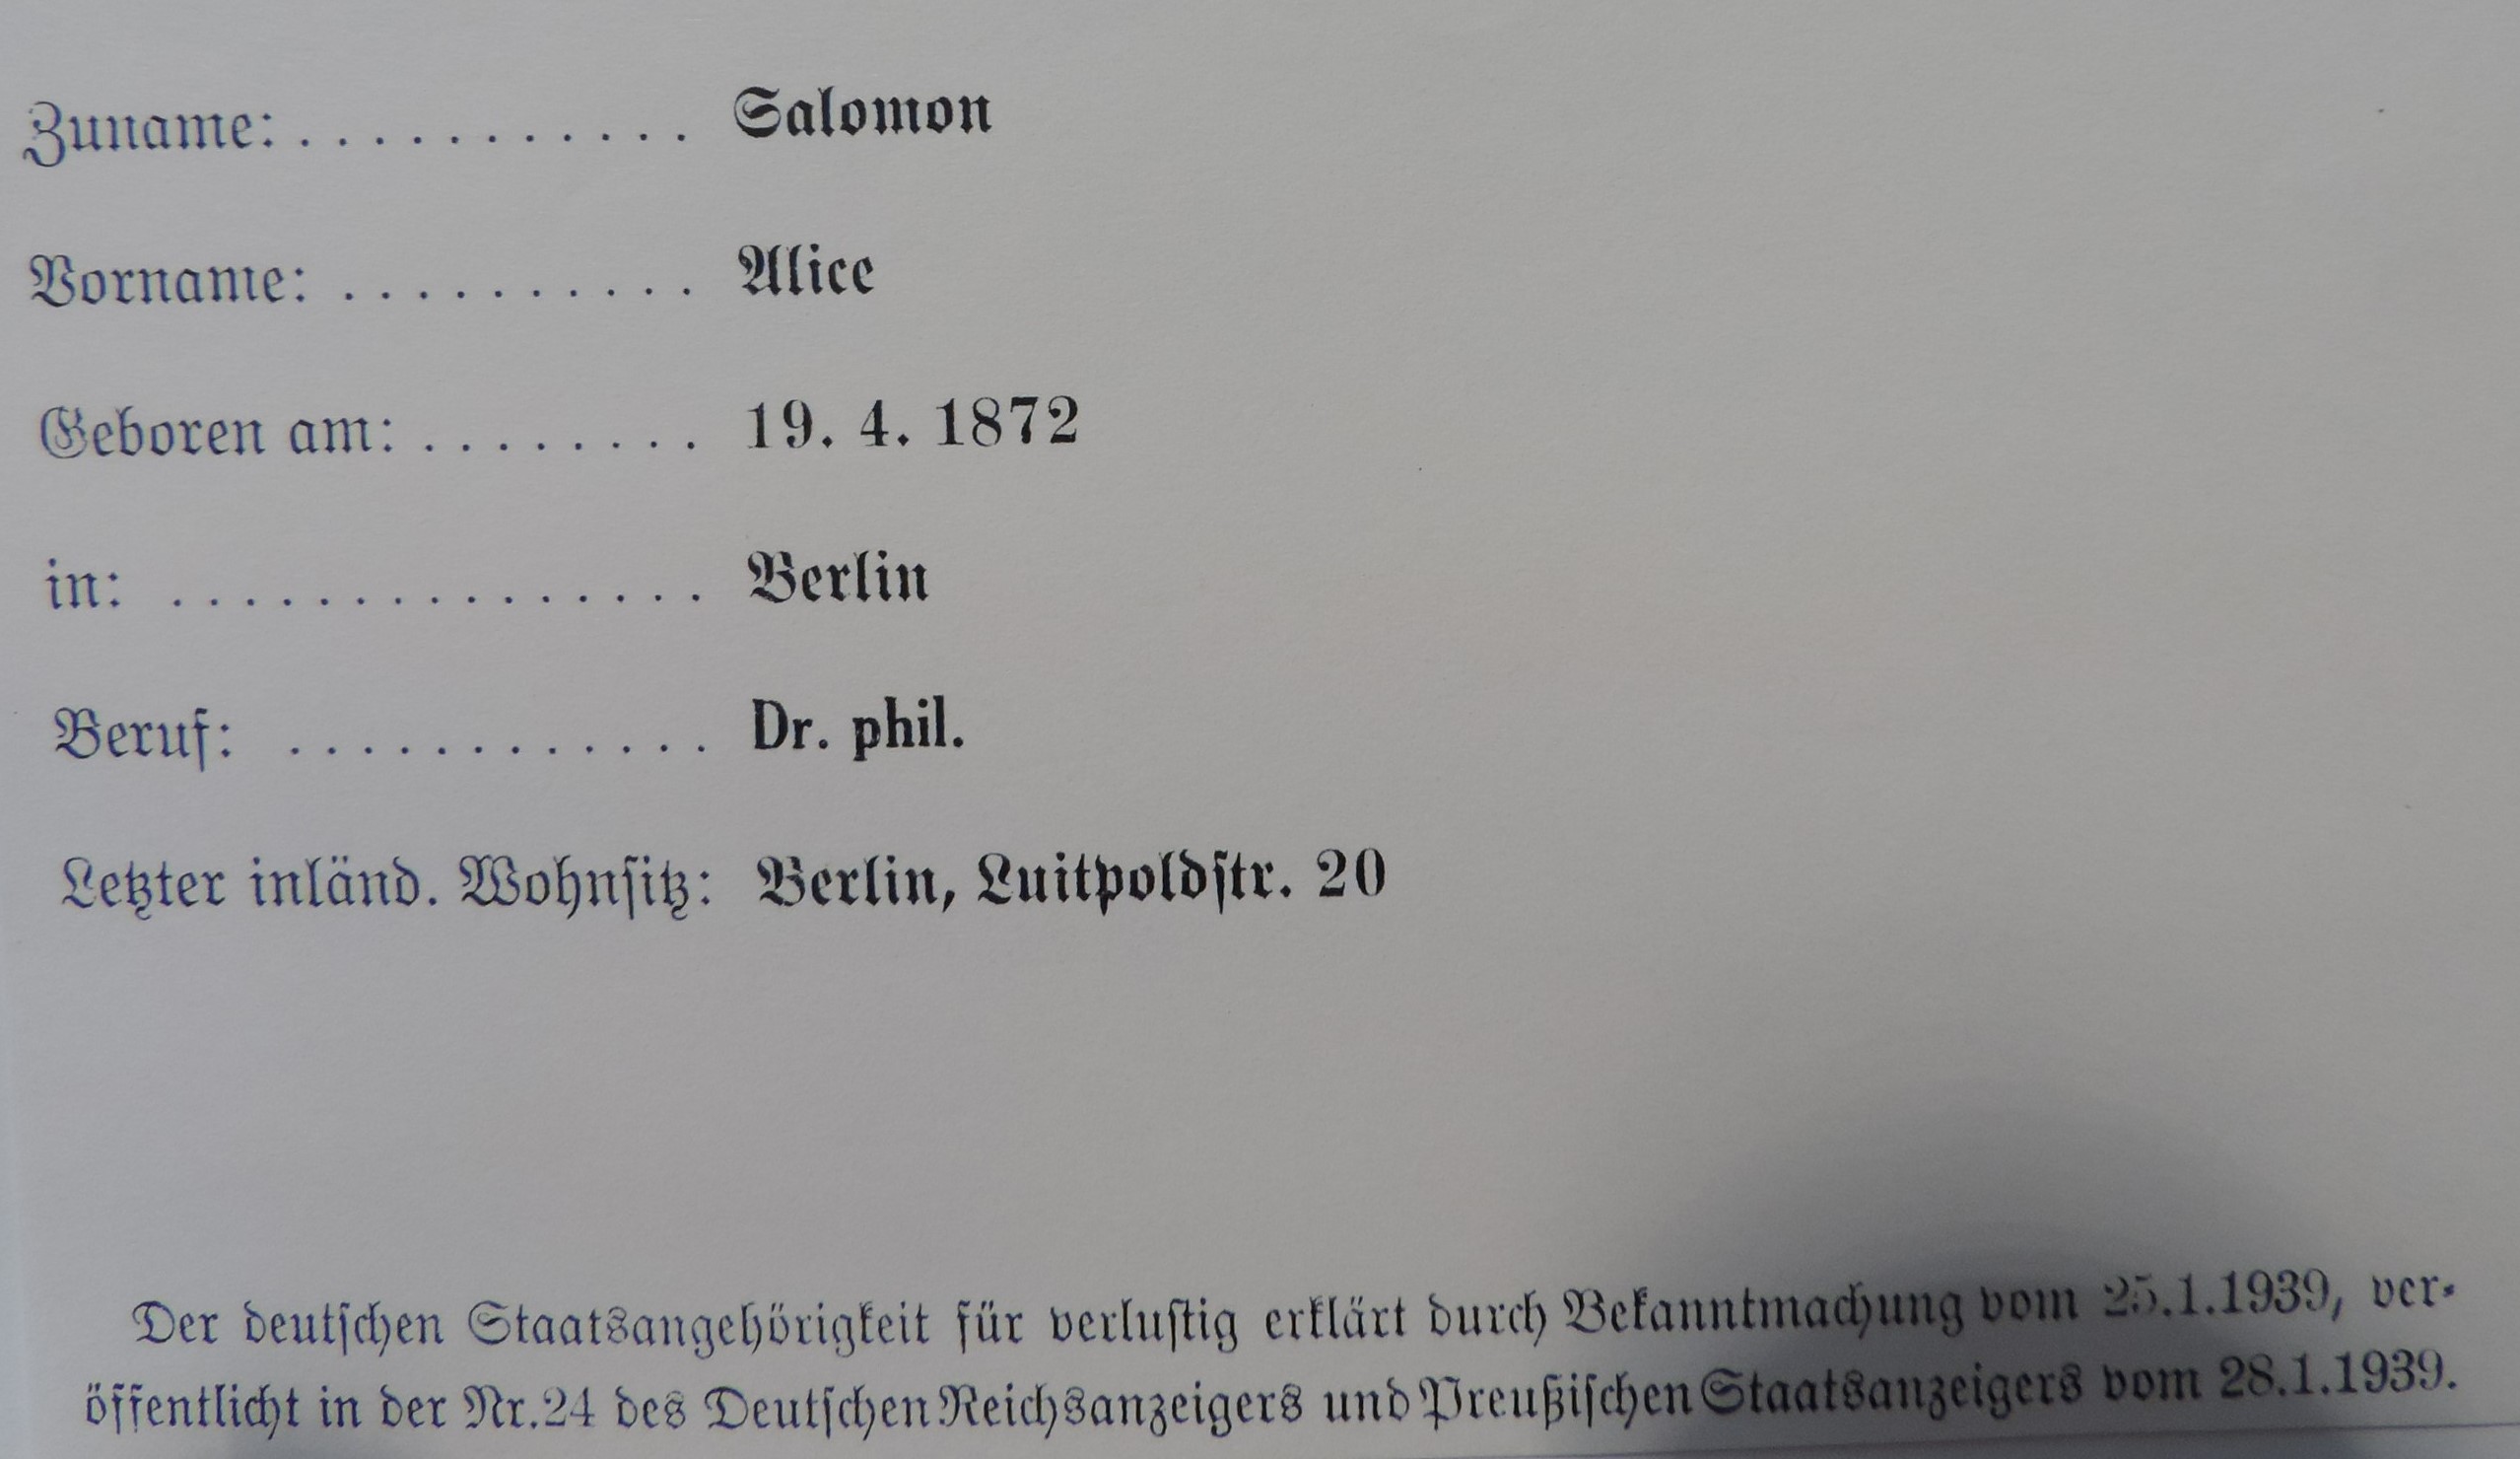 Zuname: . . . . . . . . . . . Salomon
Vorname: . . . . . . . . . . Alice
Geboren am: . . . . . . . . 19. 4. 1872
in: . . . . . . . . . . . . . . . Berlin
Beruf: . . . . . . . . . . . . Dr. phil.
Letzter inländ. Wohnsitz: Berlin, Luitpoldstr. 20
Der deutschen Staatsangehörigkeit für verlustig erklärt durch Bekanntmachung vom 25.1.1939, ver-
öffentlicht in der Nr. 24 des Deutschen Reichsanzeigers und Preußischen Staatsanzeigers vom 28.1.1939.